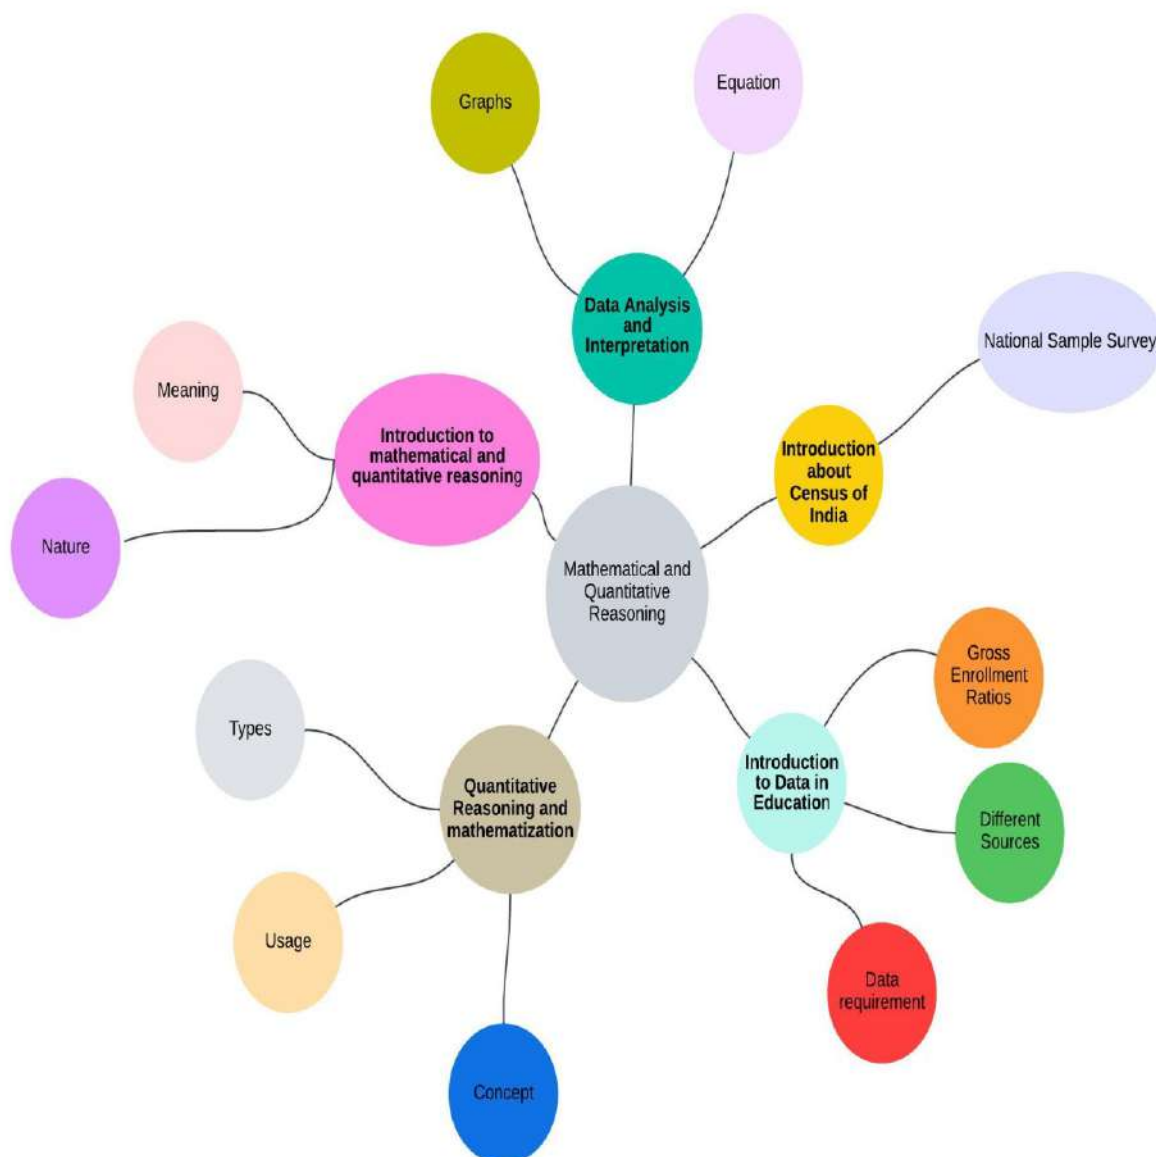 Graphs
Equation
Data Analysis
and
Interpretation
National Sample Survey
Meaning
Introduction to
mathematical and
quantitative reasoning
Introduction
about
Census of
India
Nature
Mathematical and
Quantitative
Reasoning
Gross
Enrollment
Ratios
Types
Introduction
to Data in
Education
Quantitative
Reasoning and
mathematization
Different
Sources
Usage
Data
requirement
Concept